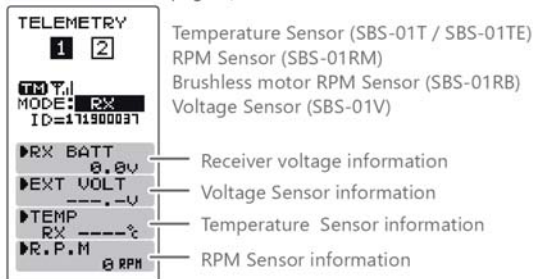 TELEMETRY
1 2
TM
MODE: RX
ID=171900037
▶RX BATT
0.0V
▶EXT VOLT
---.-V
▶TEMP
RX ----℃
▶R.P.M
0 RPM
Temperature Sensor (SBS-01T / SBS-01TE)
RPM Sensor (SBS-01RM)
Brushless motor RPM Sensor (SBS-01RB)
Voltage Sensor (SBS-01V)
Receiver voltage information
Voltage Sensor information
Temperature Sensor information
RPM Sensor information